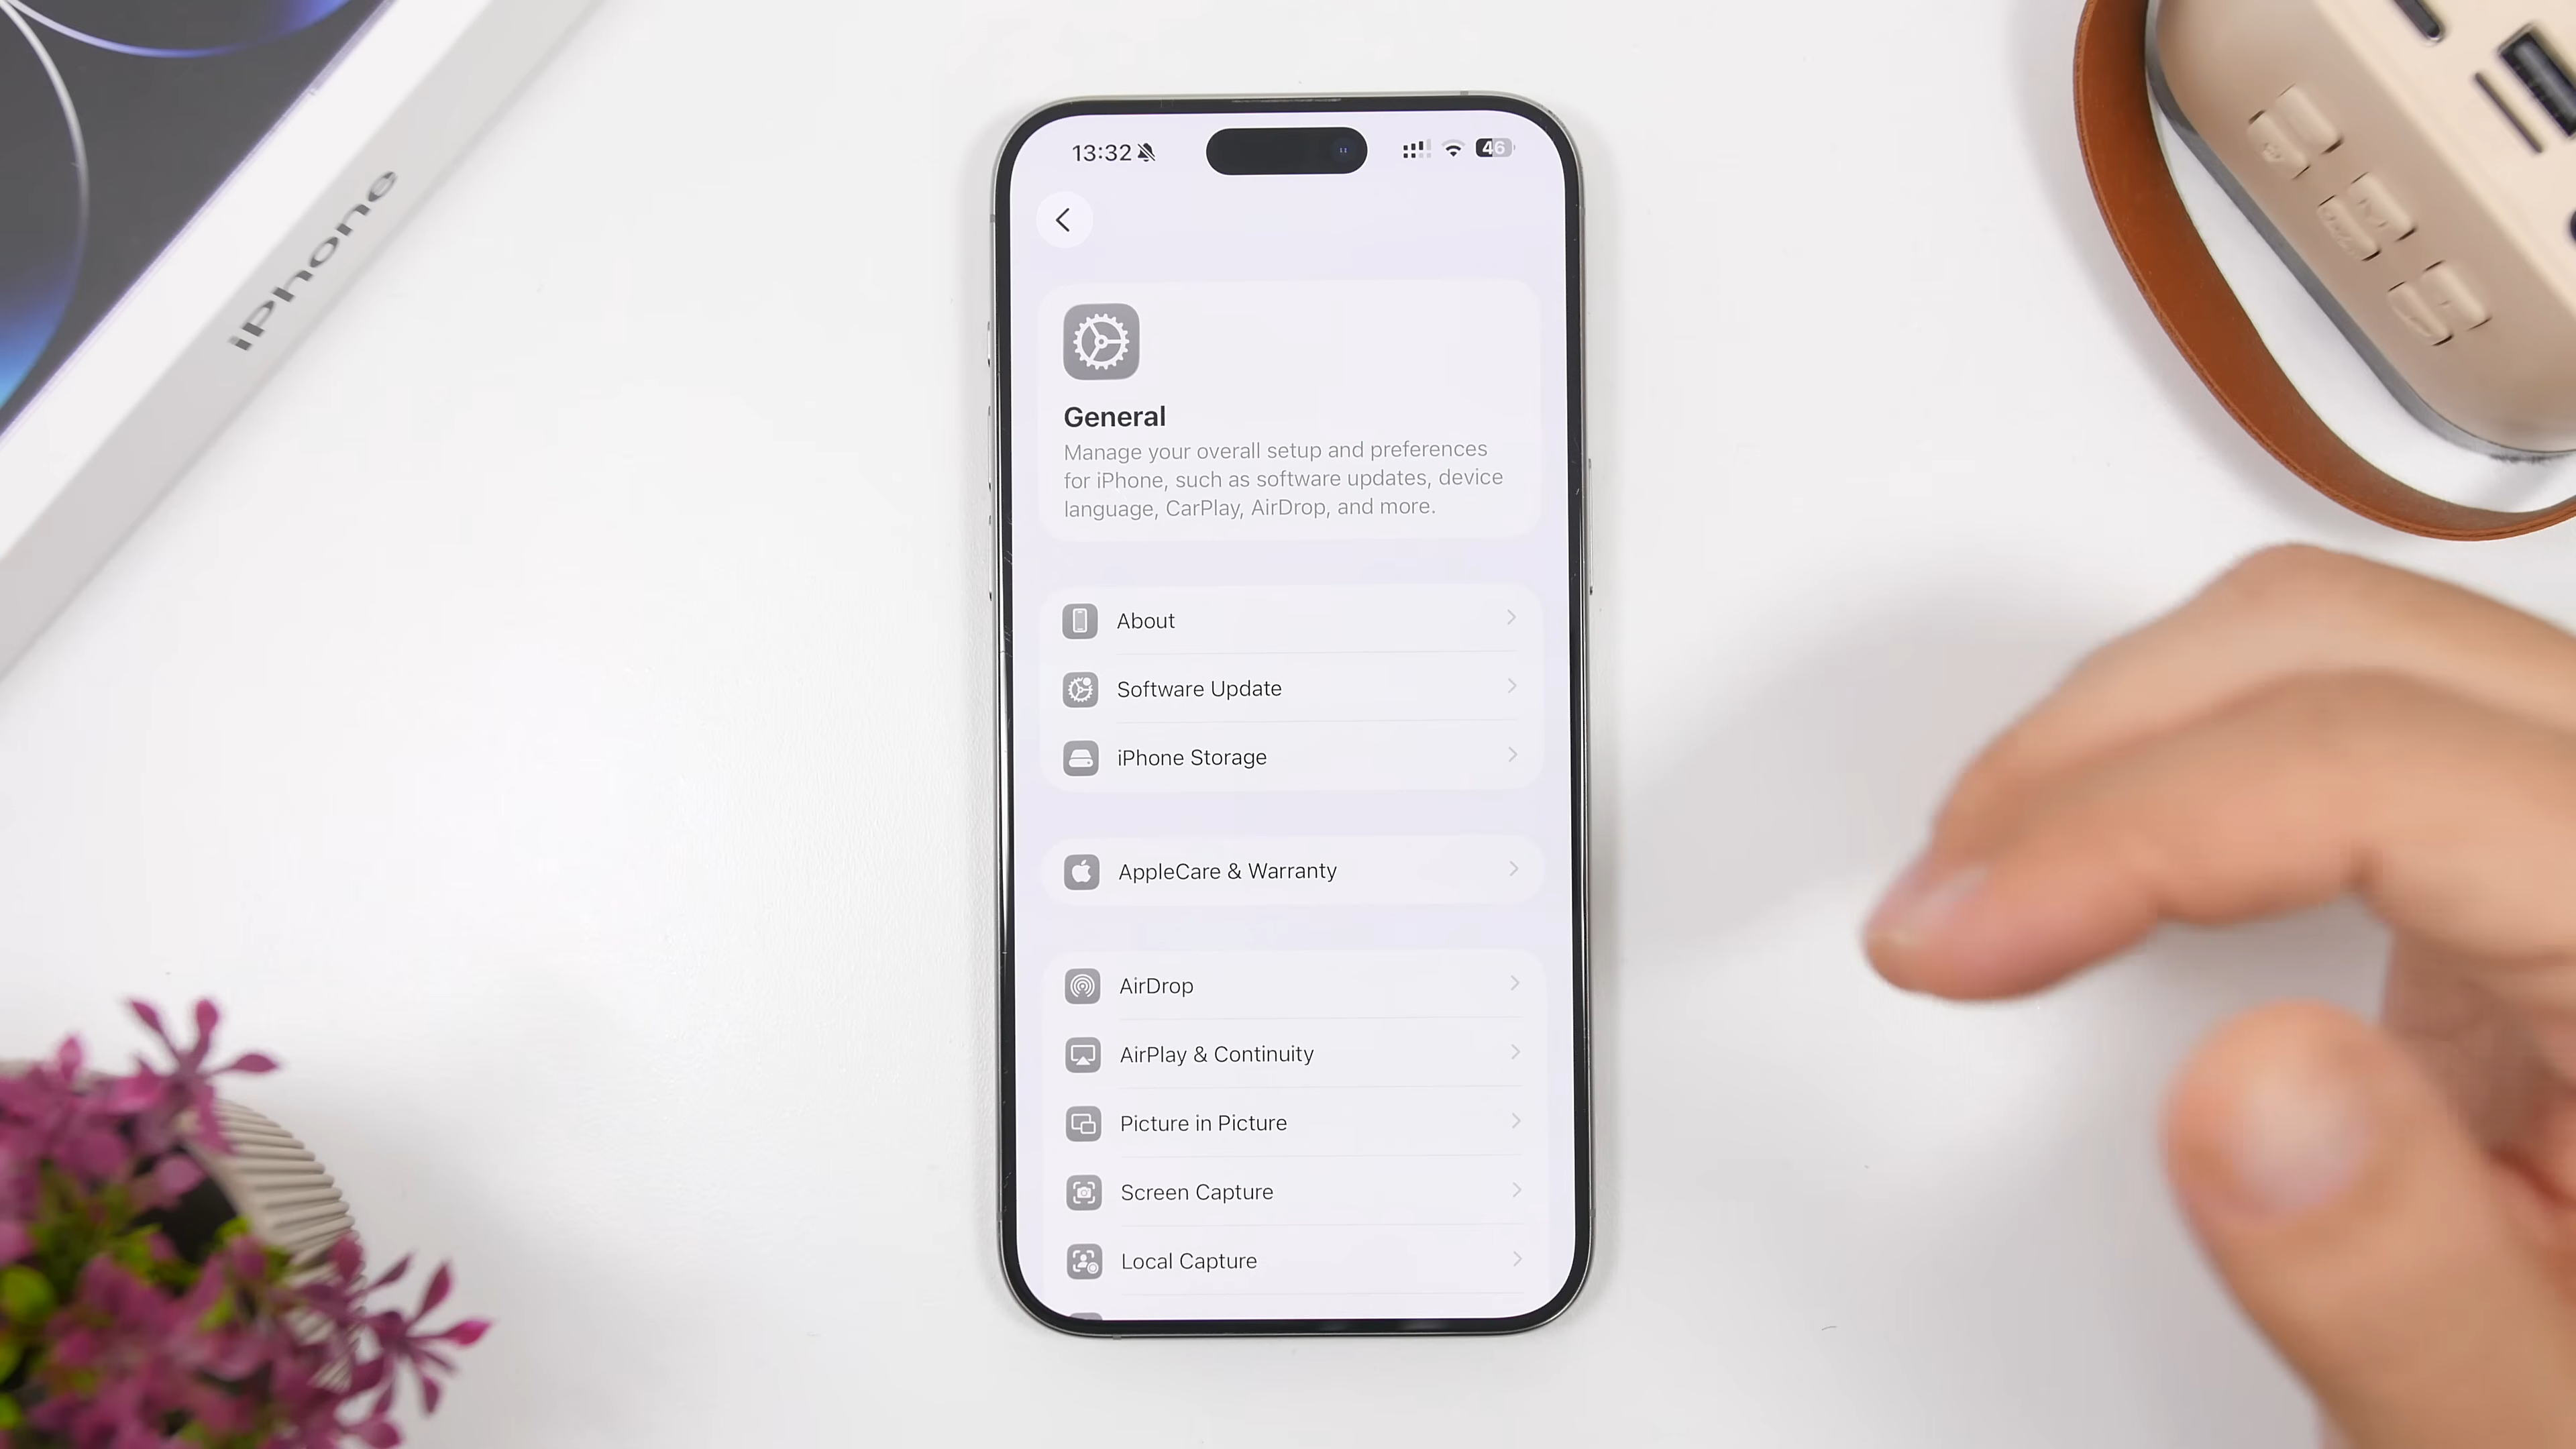 iPhone
13:32
46
General
Manage your overall setup and preferences
for iPhone, such as software updates, device
language, CarPlay, AirDrop, and more.
About
Software Update
iPhone Storage
AppleCare & Warranty
AirDrop
AirPlay & Continuity
Picture in Picture
Screen Capture
Local Capture